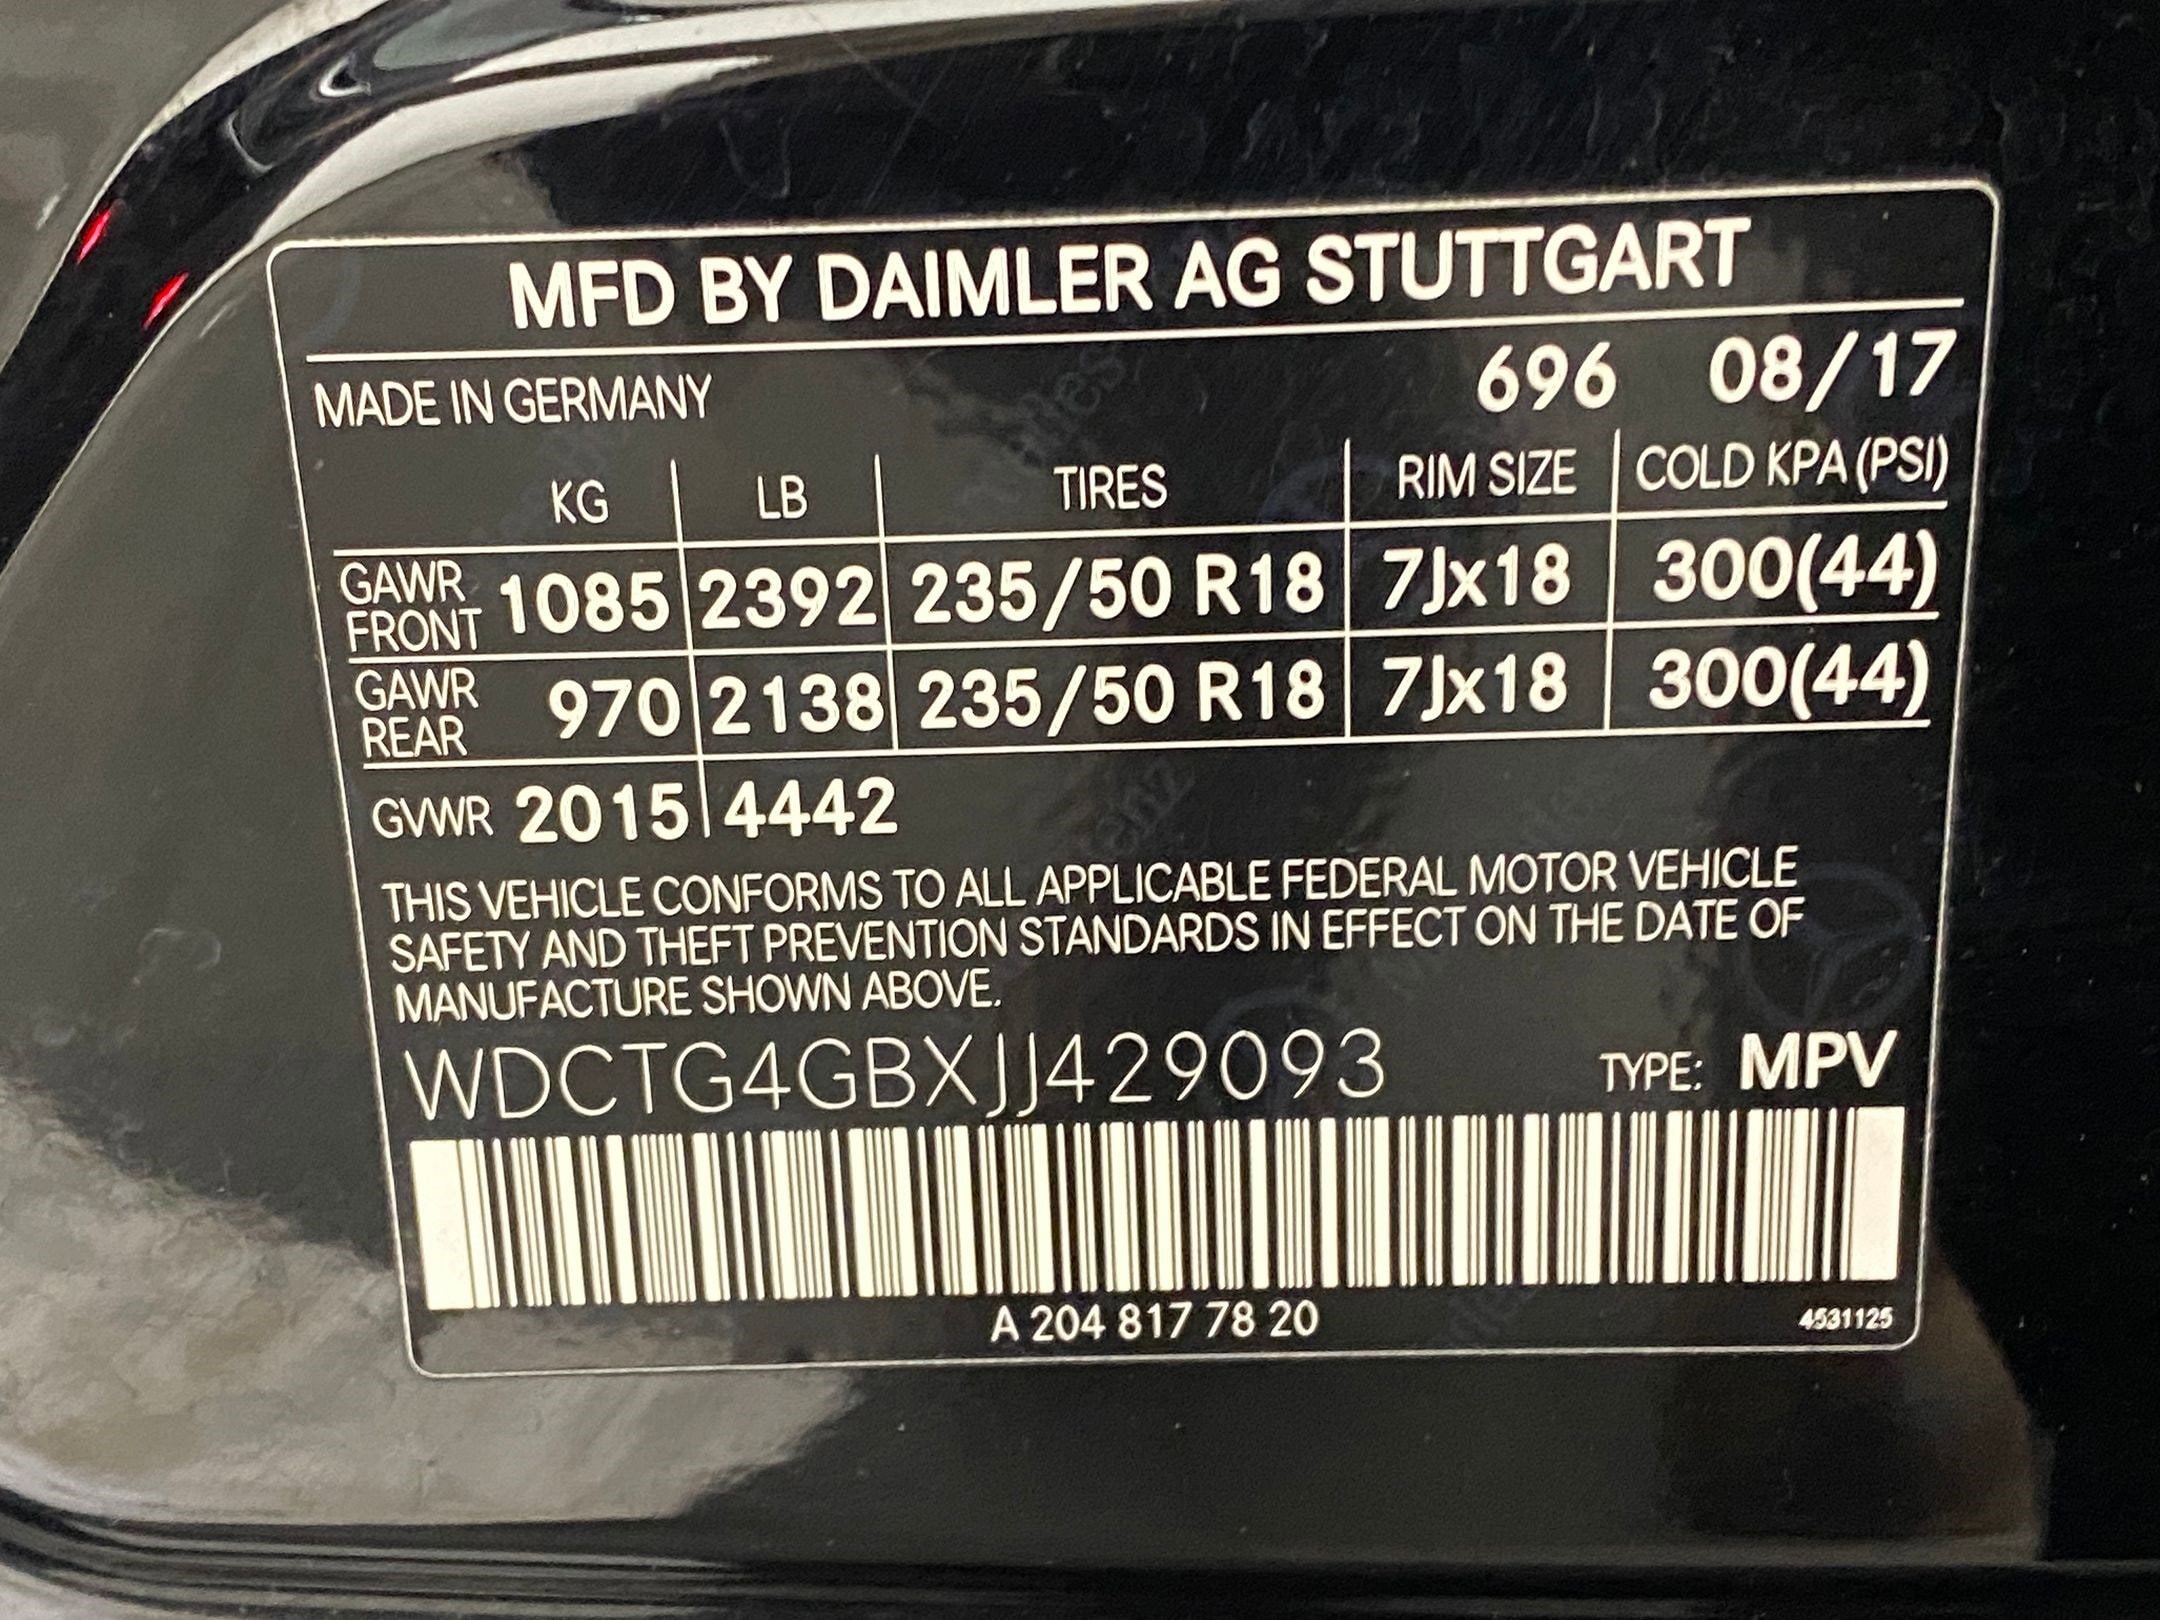 MFD BY DAIMLER AG STUTTGART
MADE IN GERMANY 696 08/17
KG LB TIRES RIM SIZE COLD KPA (PSI)
GAWR FRONT 1085 2392 235/50 R18 7Jx18 300(44)
GAWR REAR 970 2138 235/50 R18 7Jx18 300(44)
GVWR 2015 4442
THIS VEHICLE CONFORMS TO ALL APPLICABLE FEDERAL MOTOR VEHICLE
SAFETY AND THEFT PREVENTION STANDARDS IN EFFECT ON THE DATE OF
MANUFACTURE SHOWN ABOVE.
WDCTG4GBXJJ429093 TYPE: MPV
A 204 817 78 20 4531125